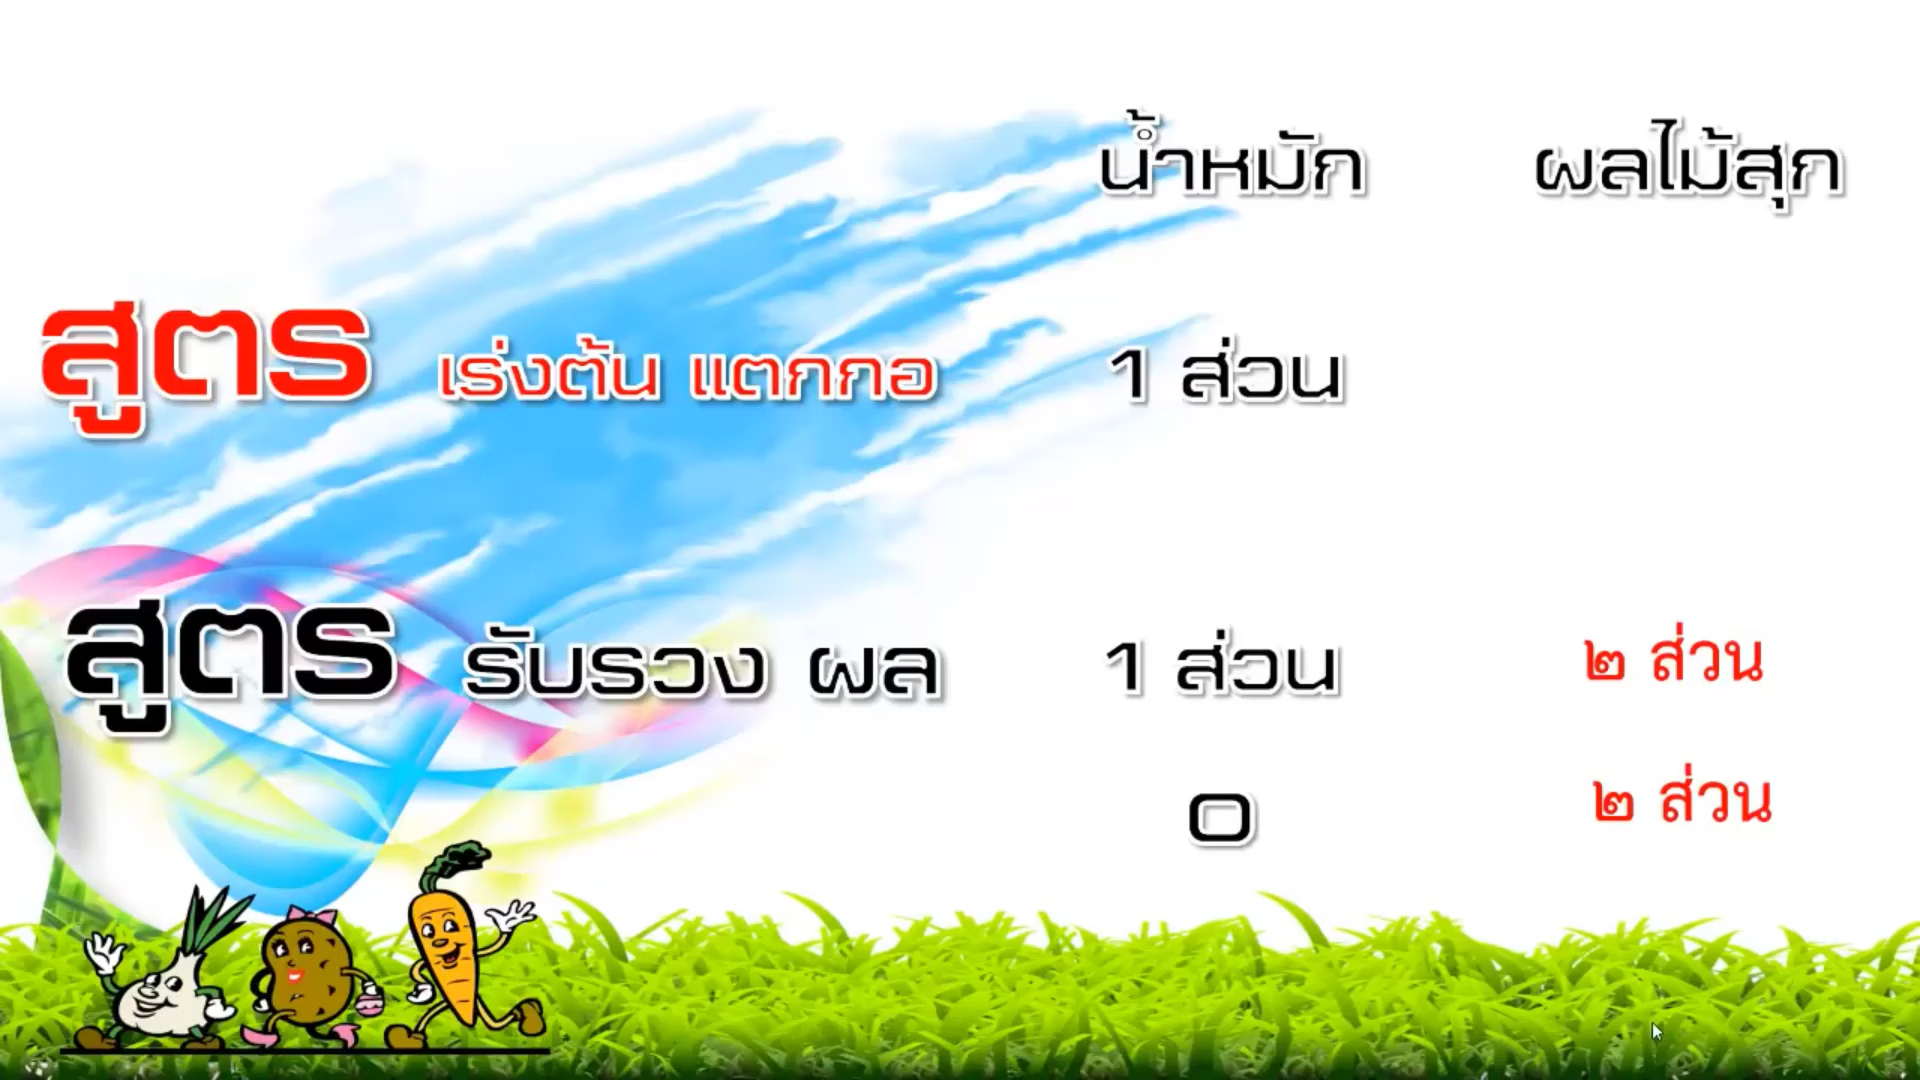 น้ำหมัก ผลไม้สุก
สูตร เร่งต้น แตกกอ 1 ส่วน
สูตร รับรวง ผล 1 ส่วน ๒ ส่วน
0 ๒ ส่วน